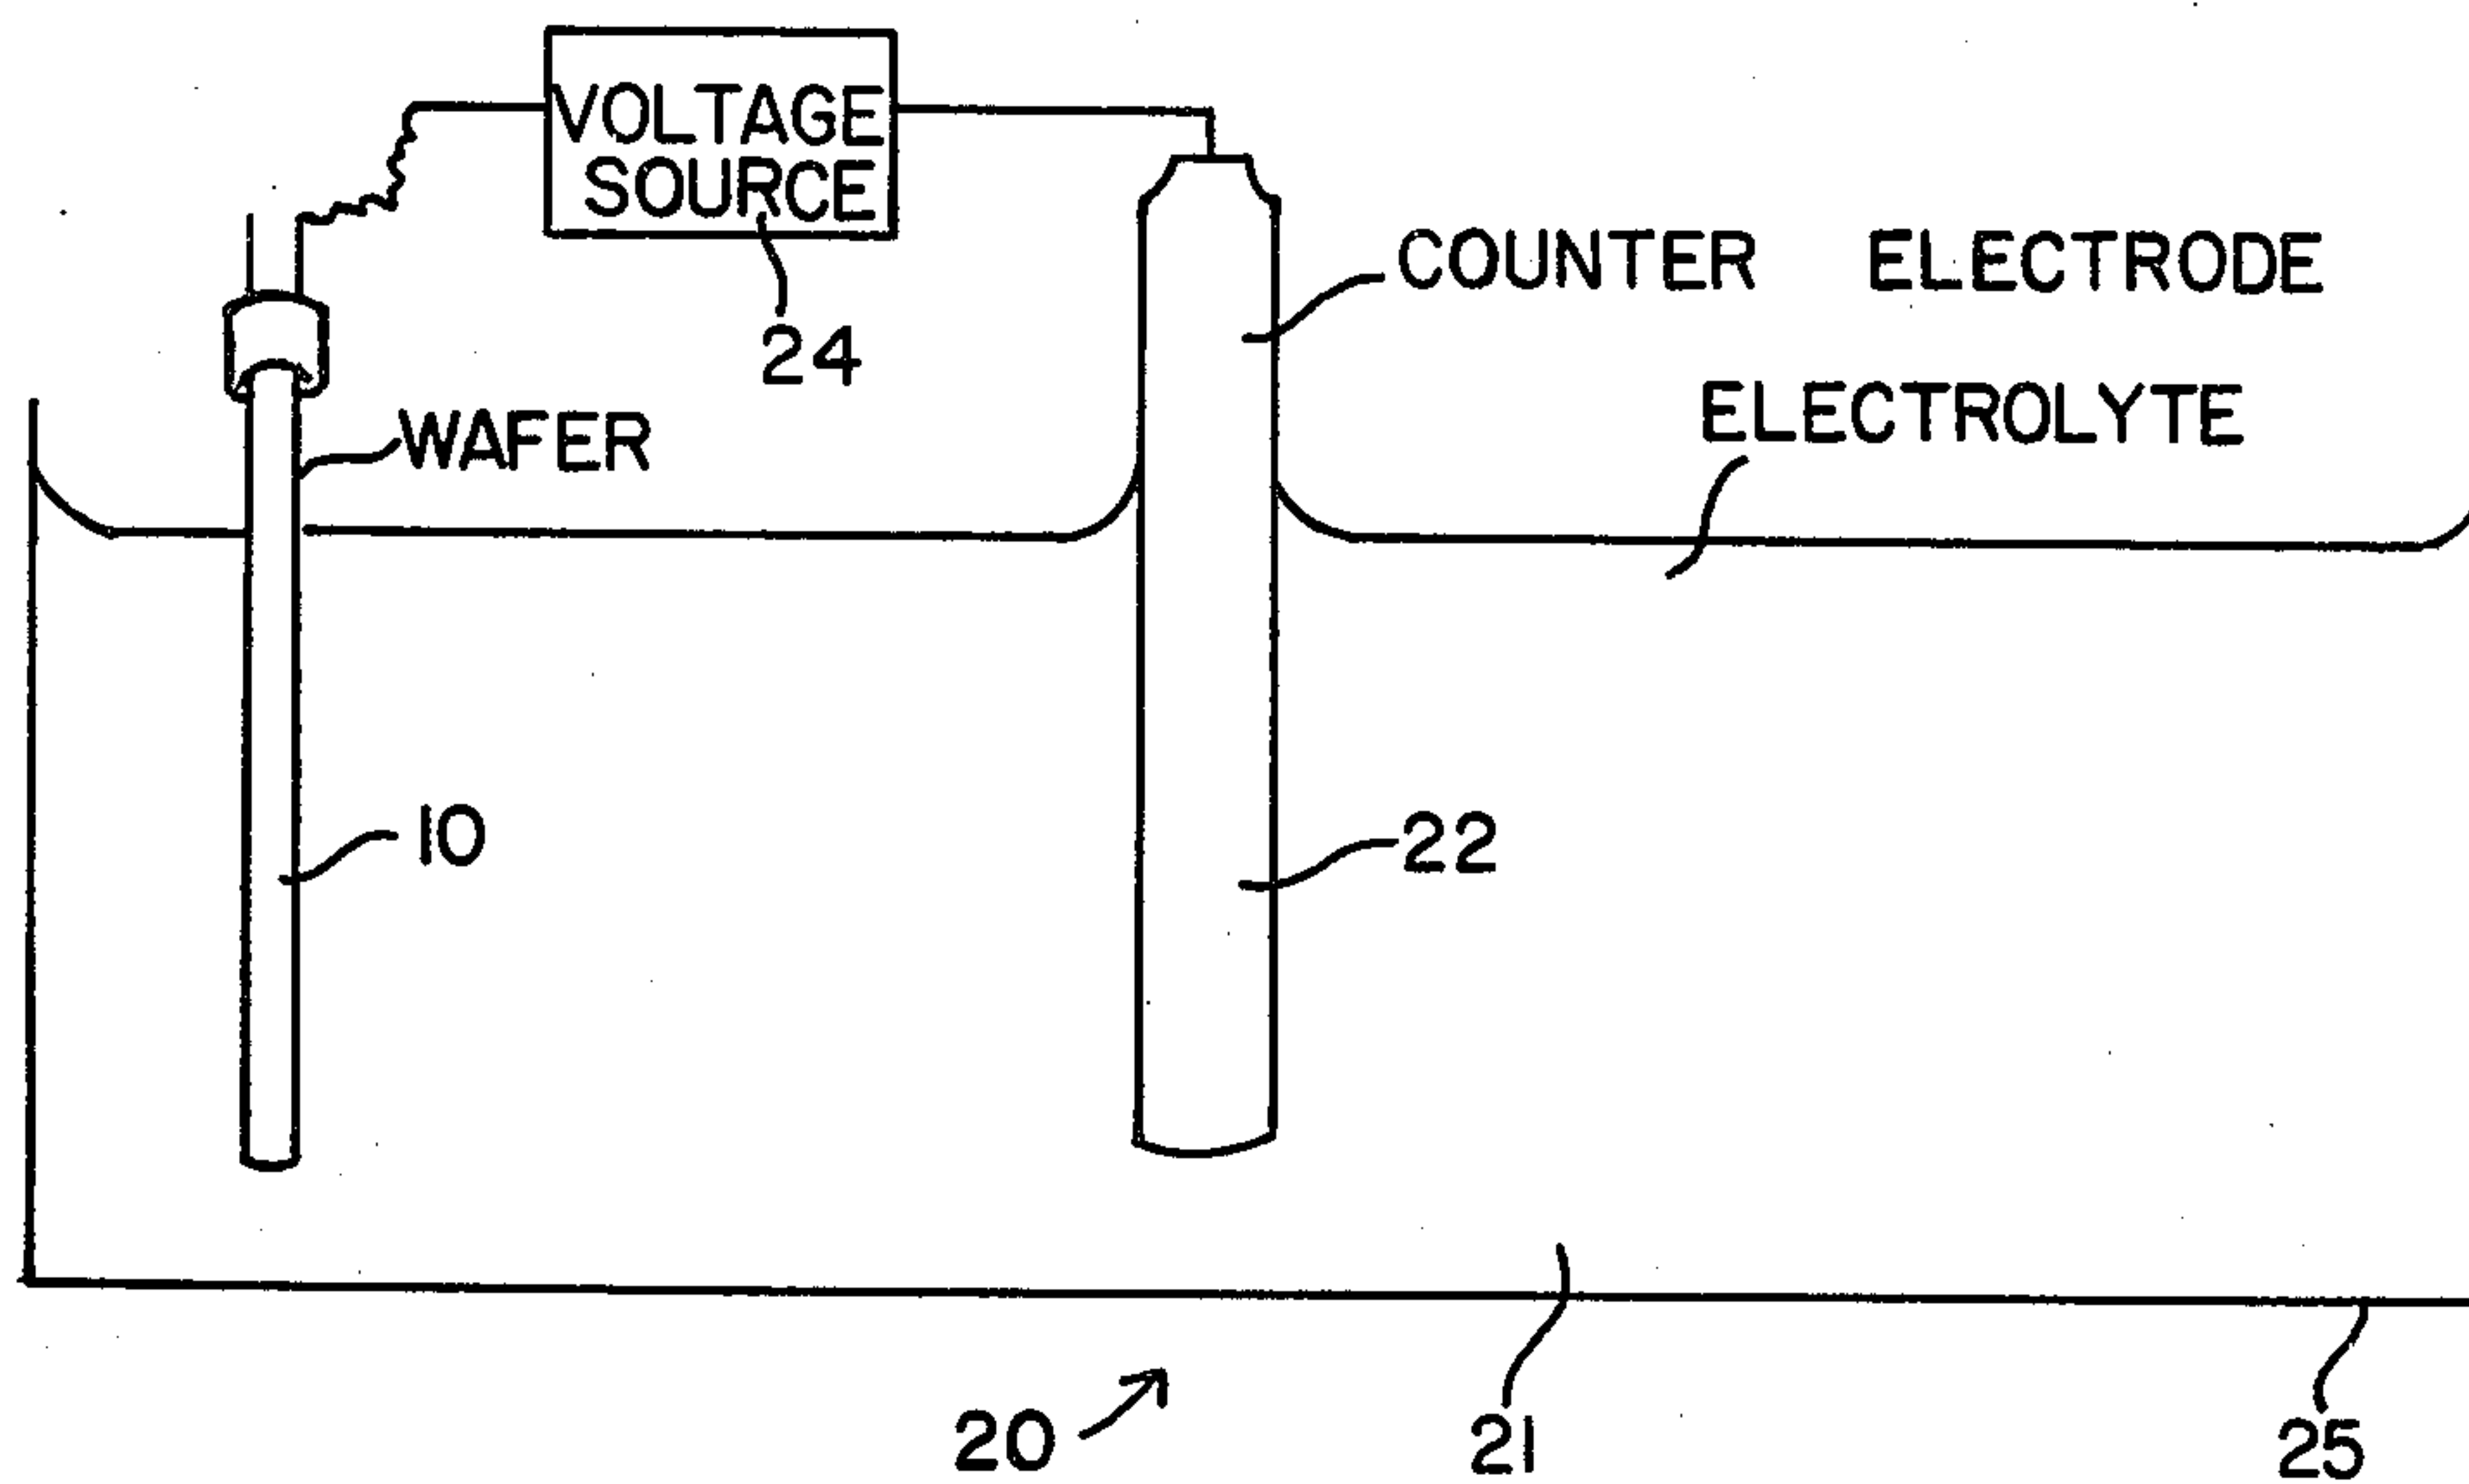 VOLTAGE
SOURCE
24
COUNTER ELECTRODE
ELECTROLYTE
WAFER
10
22
20
21
25